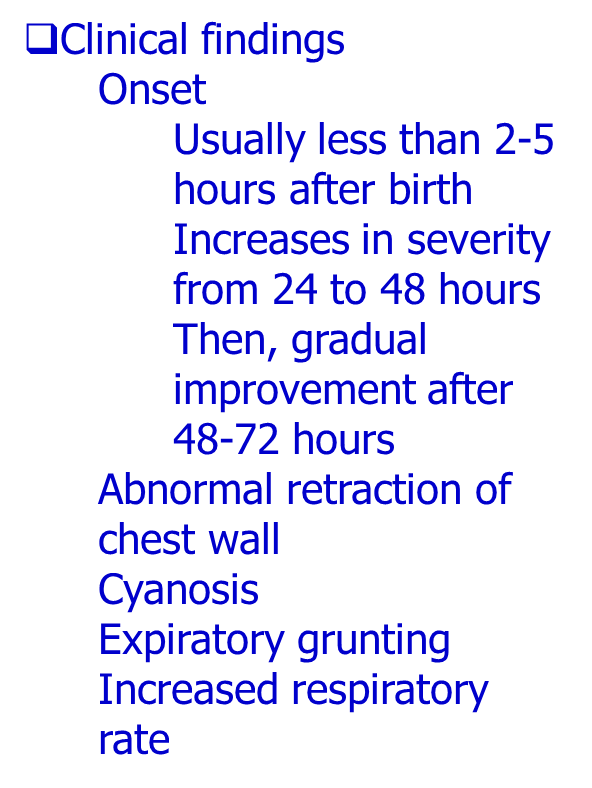 ❑Clinical findings
Onset
Usually less than 2-5
hours after birth
Increases in severity
from 24 to 48 hours
Then, gradual
improvement after
48-72 hours
Abnormal retraction of
chest wall
Cyanosis
Expiratory grunting
Increased respiratory
rate